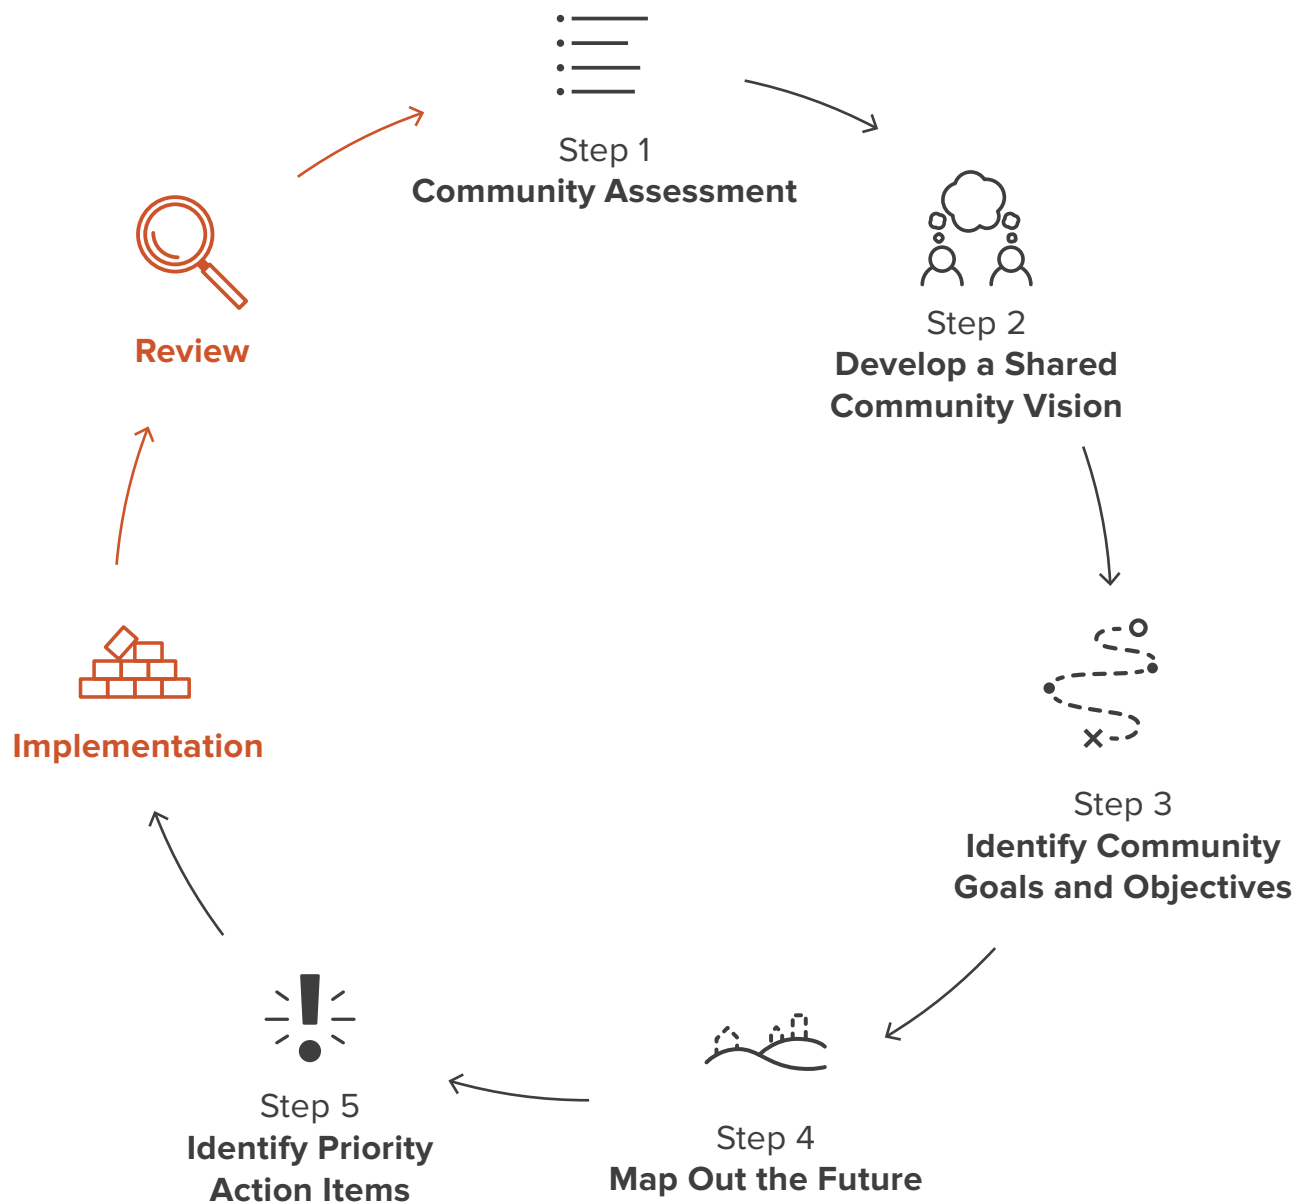 Step 1
Community Assessment
Step 2
Develop a Shared
Community Vision
Step 3
Identify Community
Goals and Objectives
Step 4
Map Out the Future
Step 5
Identify Priority
Action Items
Implementation
Review